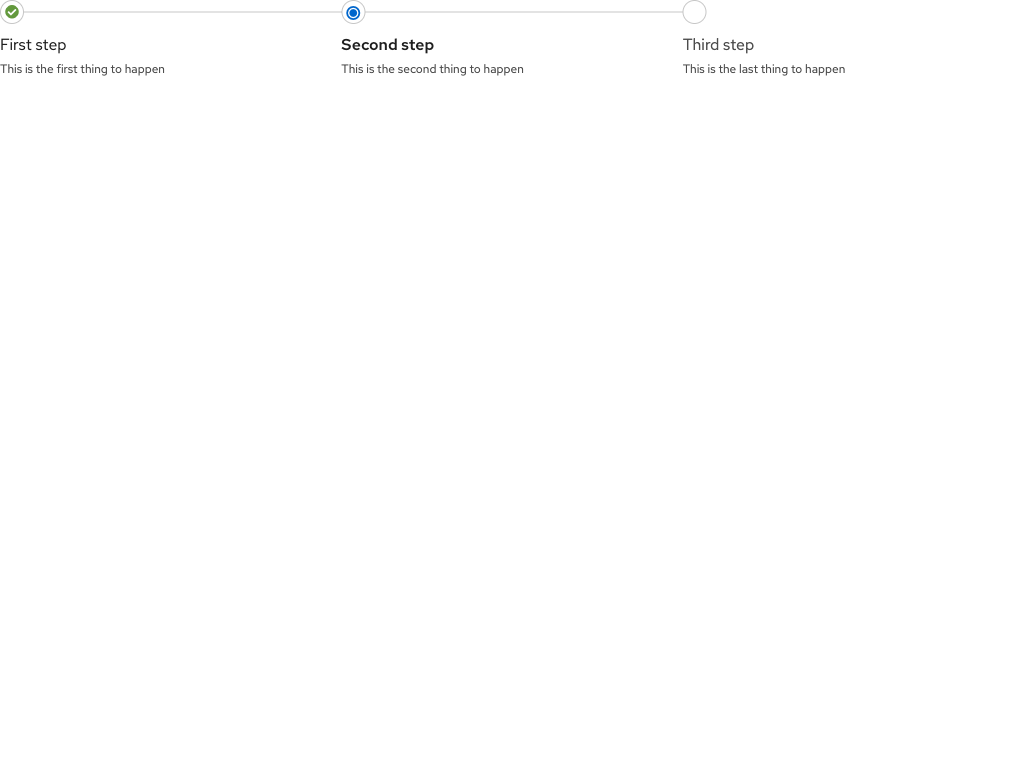 First step
This is the first thing to happen
Second step
This is the second thing to happen
Third step
This is the last thing to happen